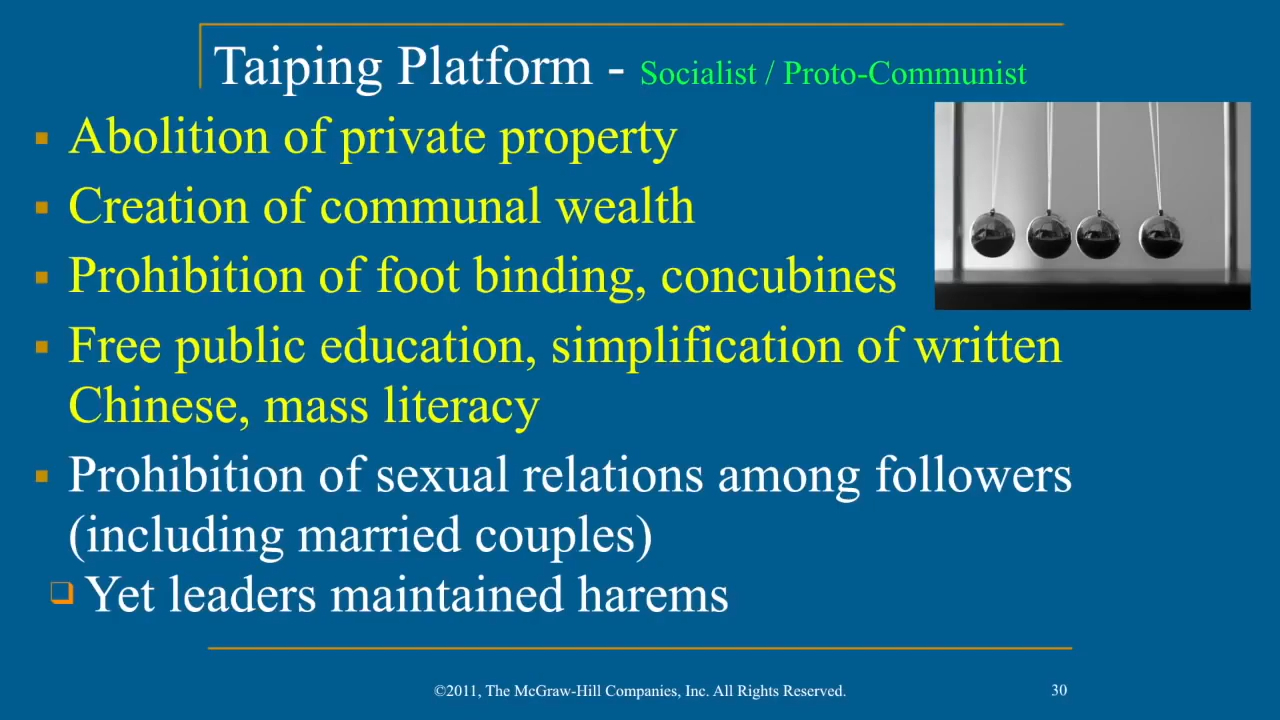 Taiping Platform - Socialist / Proto-Communist
Abolition of private property
Creation of communal wealth
Prohibition of foot binding, concubines
Free public education, simplification of written
Chinese, mass literacy
Prohibition of sexual relations among followers
(including married couples)
Yet leaders maintained harems
©2011, The McGraw-Hill Companies, Inc. All Rights Reserved.
30